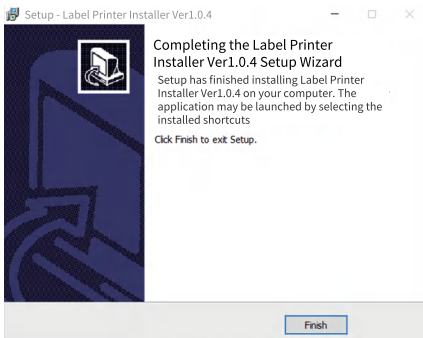 Setup - Label Printer Installer Ver1.0.4
Completing the Label Printer
Installer Ver1.0.4 Setup Wizard
Setup has finished installing Label Printer
Installer Ver1.0.4 on your computer. The
application may be launched by selecting the
installed shortcuts
Click Finish to exit Setup.
Finish